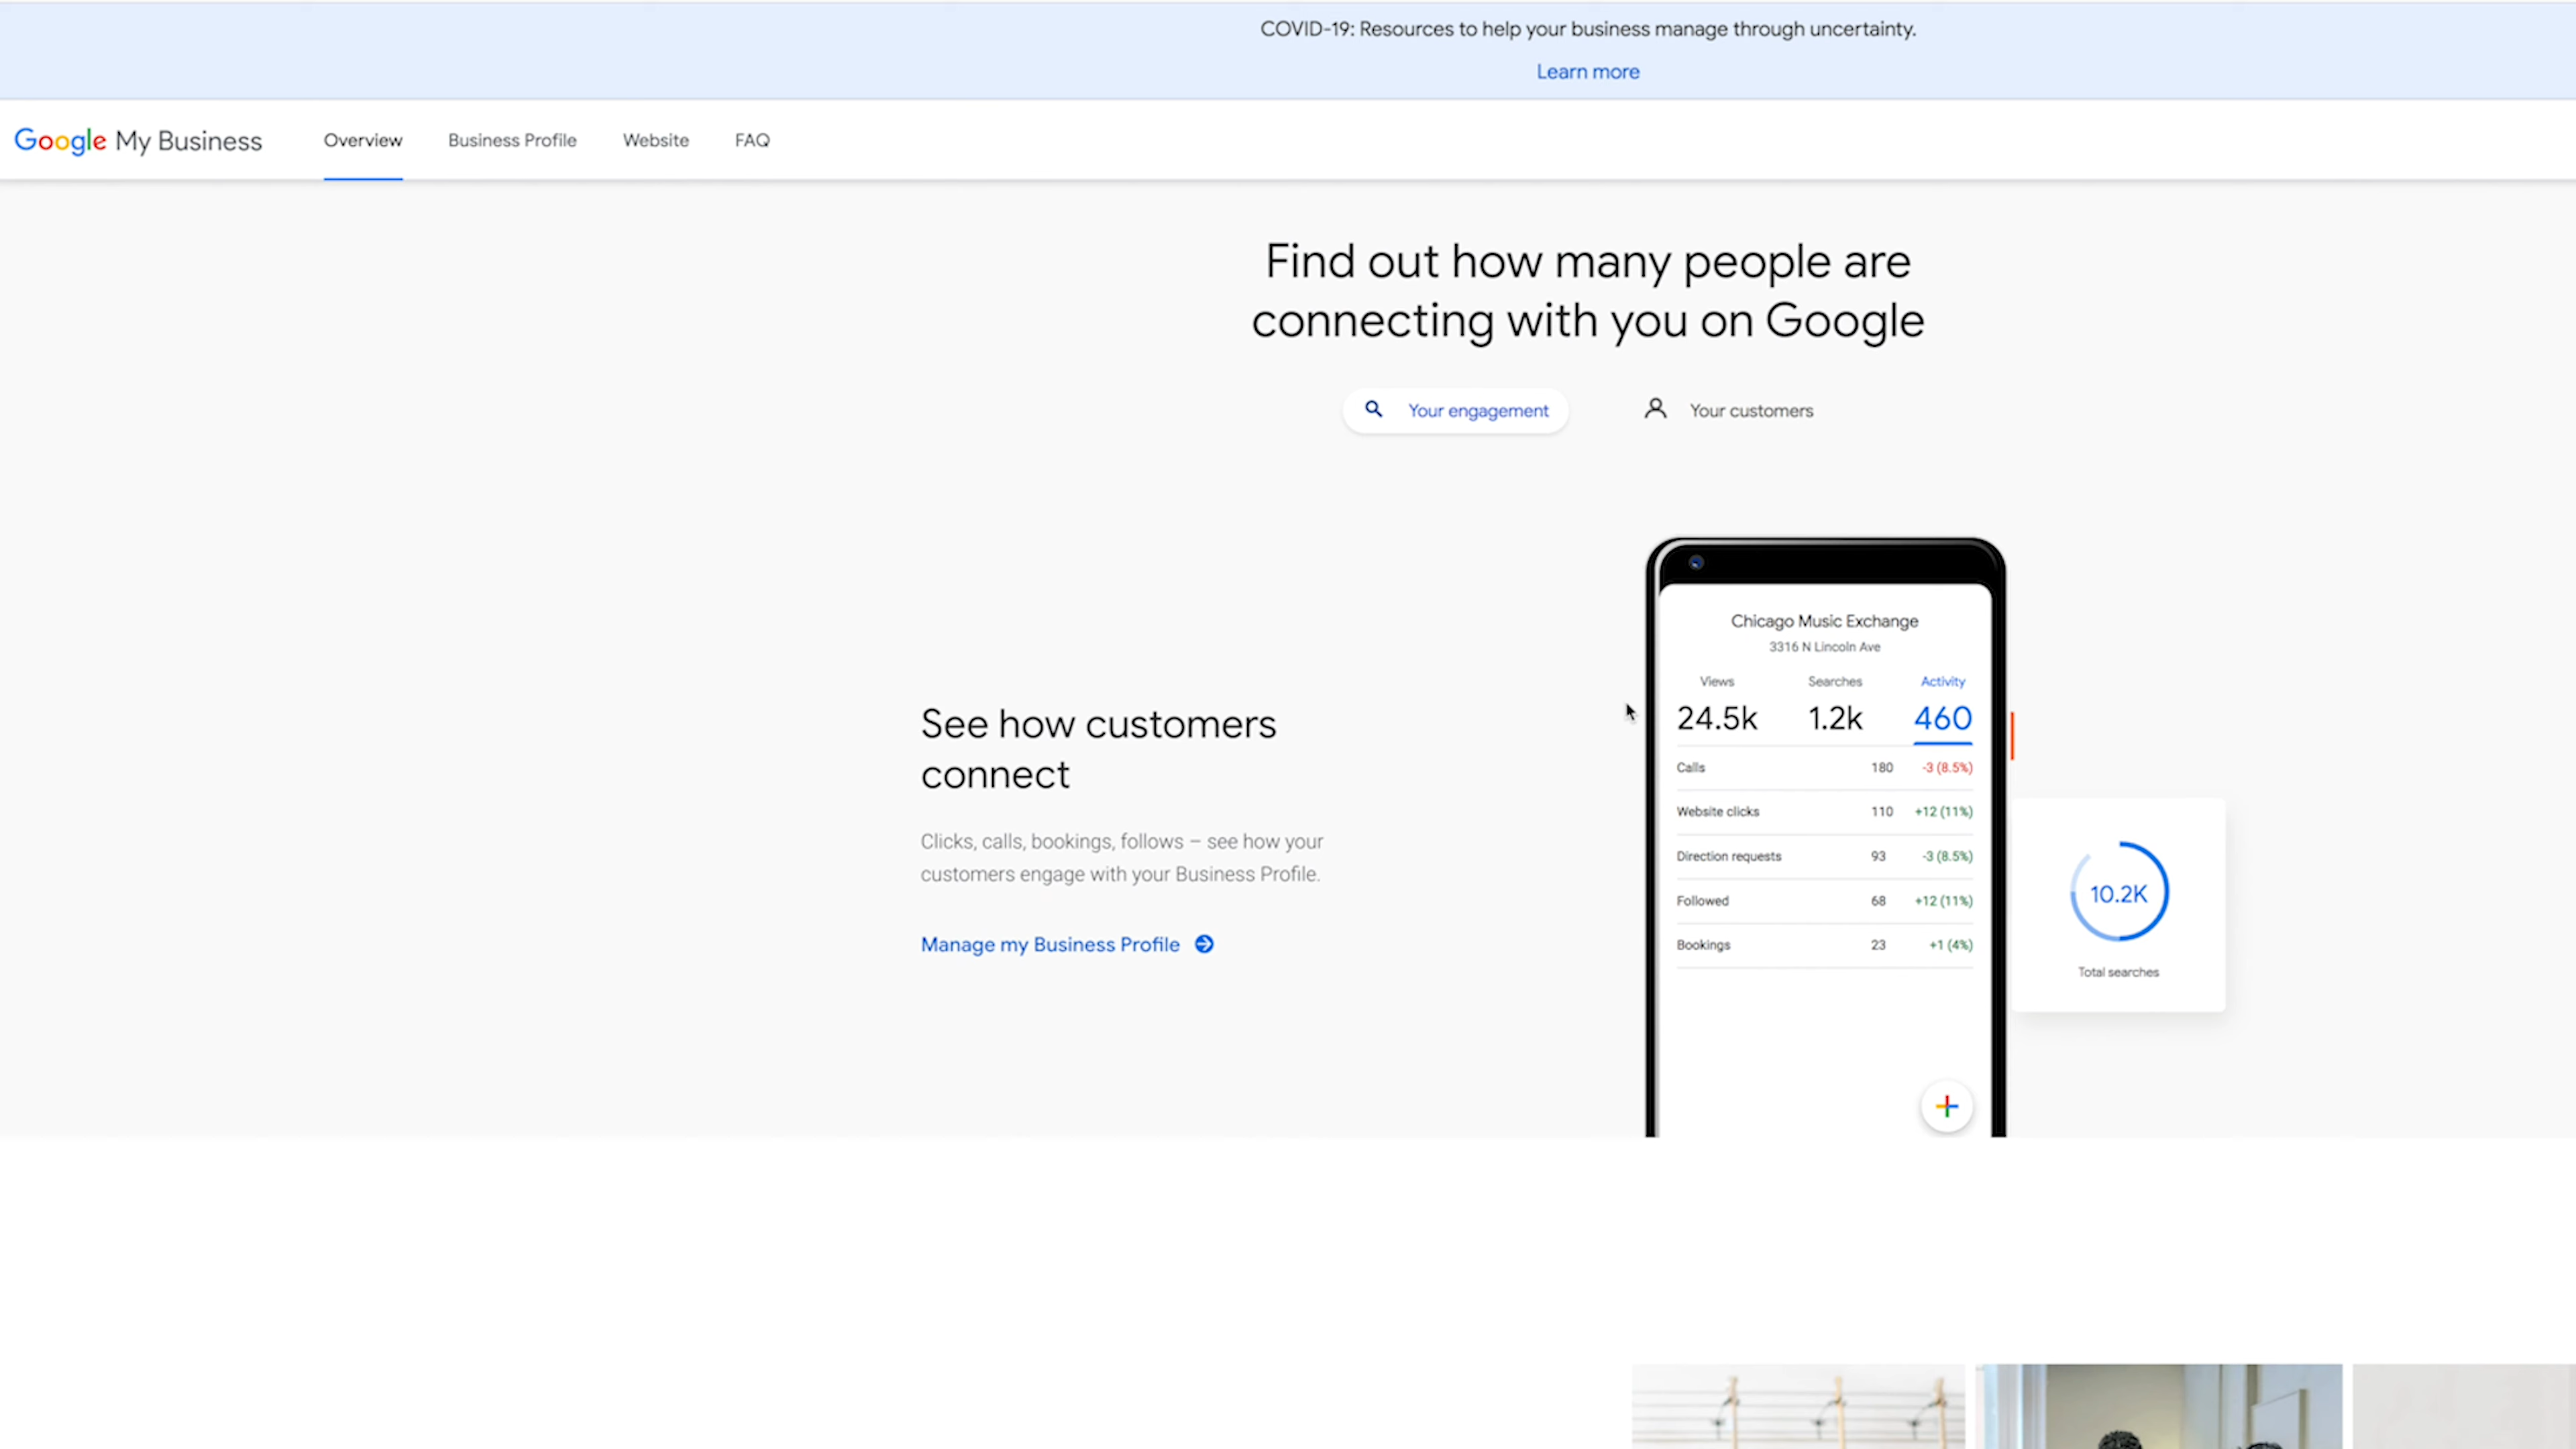 COVID-19: Resources to help your business manage through uncertainty.
Learn more
Google My Business
Overview
Business Profile
Website
FAQ
Find out how many people are
connecting with you on Google
Your engagement
Your customers
See how customers
connect
Clicks, calls, bookings, follows – see how your
customers engage with your Business Profile.
Manage my Business Profile
Chicago Music Exchange
3316 N Lincoln Ave
Views Searches Activity
24.5k 1.2k 460
Calls 180 -3 (8.5%)
Website clicks 110 +12 (11%)
Direction requests 93 -3 (8.5%)
Followed 68 +12 (11%)
Bookings 23 +1 (4%)
10.2K
Total searches